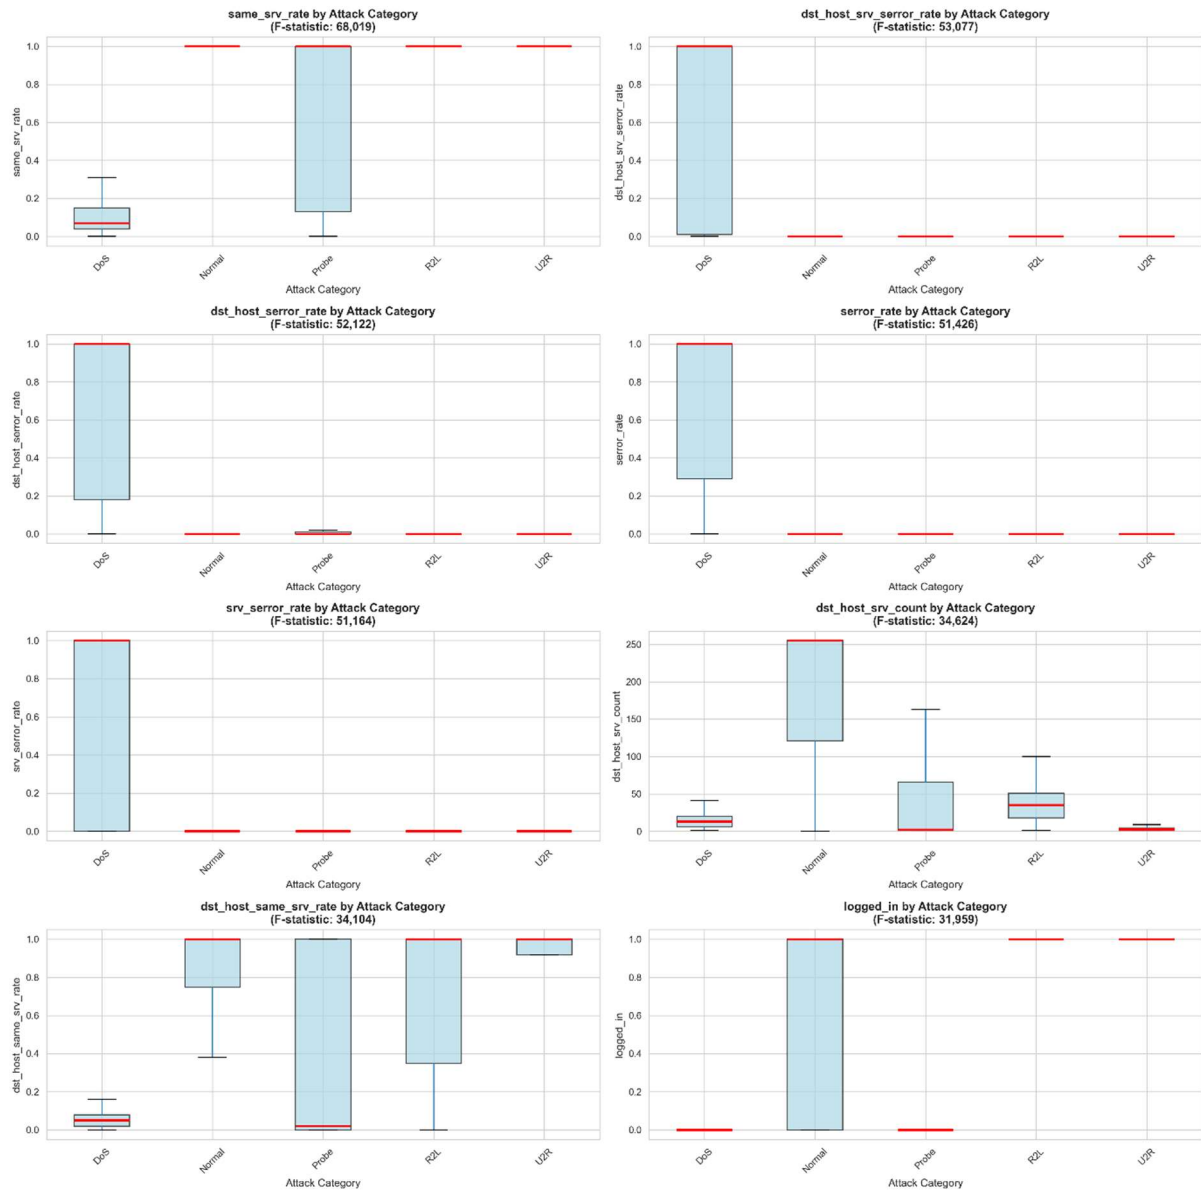 same_srv_rate by Attack Category
(F-statistic: 68,019)
same_srv_rate
1.0
0.8
0.6
0.4
0.2
0.0
DoS
Normal
Probe
R2L
U2R
Attack Category
dst_host_srv_serror_rate by Attack Category
(F-statistic: 53,077)
dst_host_srv_serror_rate
1.0
0.8
0.6
0.4
0.2
0.0
DoS
Normal
Probe
R2L
U2R
Attack Category
dst_host_serror_rate by Attack Category
(F-statistic: 52,122)
dst_host_serror_rate
1.0
0.8
0.6
0.4
0.2
0.0
DoS
Normal
Probe
R2L
U2R
Attack Category
serror_rate by Attack Category
(F-statistic: 51,426)
serror_rate
1.0
0.8
0.6
0.4
0.2
0.0
DoS
Normal
Probe
R2L
U2R
Attack Category
srv_serror_rate by Attack Category
(F-statistic: 51,164)
srv_serror_rate
1.0
0.8
0.6
0.4
0.2
0.0
DoS
Normal
Probe
R2L
U2R
Attack Category
dst_host_srv_count by Attack Category
(F-statistic: 34,624)
dst_host_srv_count
250
200
150
100
50
0
DoS
Normal
Probe
R2L
U2R
Attack Category
dst_host_same_srv_rate by Attack Category
(F-statistic: 34,104)
dst_host_same_srv_rate
1.0
0.8
0.6
0.4
0.2
0.0
DoS
Normal
Probe
R2L
U2R
Attack Category
logged_in by Attack Category
(F-statistic: 31,959)
logged_in
1.0
0.8
0.6
0.4
0.2
0.0
DoS
Normal
Probe
R2L
U2R
Attack Category